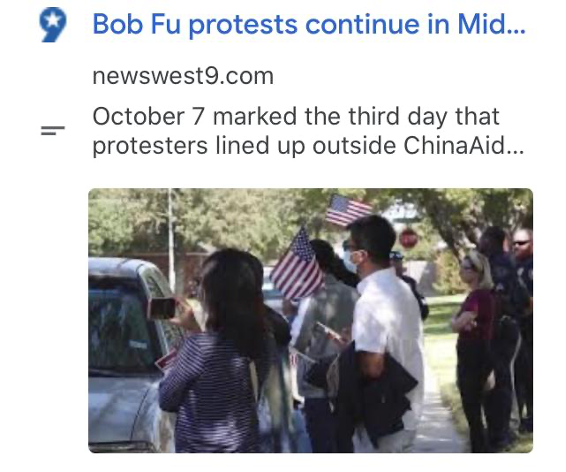 Bob Fu protests continue in Mid...
newswest9.com
October 7 marked the third day that
protesters lined up outside ChinaAid...